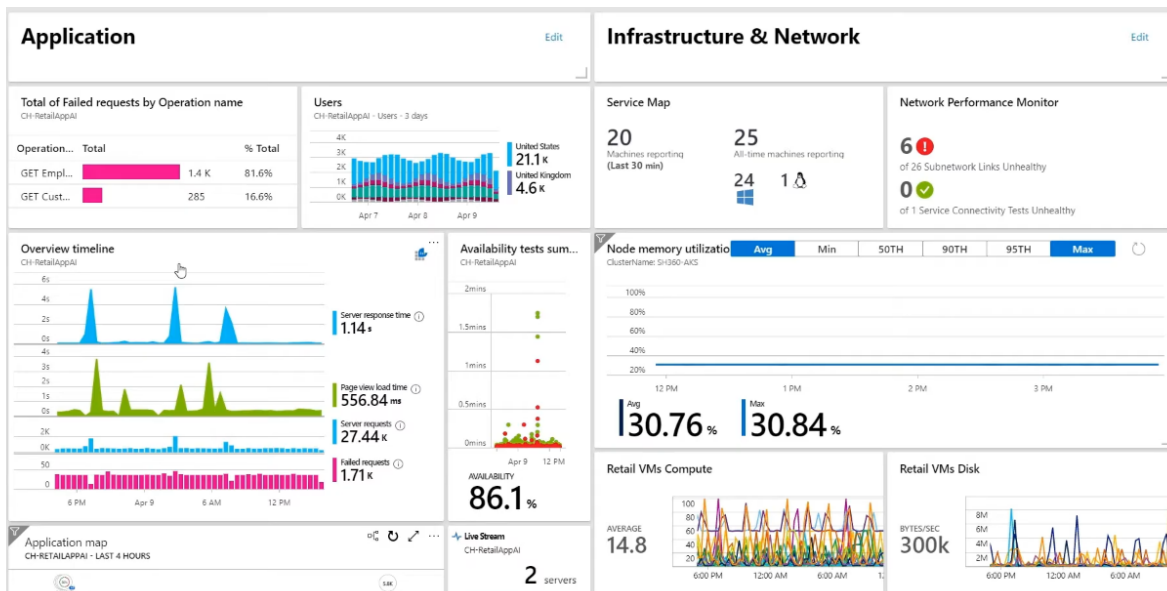 Application
Edit
Infrastructure & Network
Edit
Total of Failed requests by Operation name
CH-RetailAppAI
Operation... Total % Total
GET Empl... 1.4 K 81.6%
GET Cust... 285 16.6%
Users
CH-RetailAppAI - Users - 3 days
4K
3K
2K
1K
0K
Apr 7 Apr 8 Apr 9
United States
21.1 K
United Kingdom
4.6 K
Service Map
20
Machines reporting
(Last 30 min)
25
All-time machines reporting
24 1
Network Performance Monitor
6
of 26 Subnetwork Links Unhealthy
0
of 1 Service Connectivity Tests Unhealthy
Overview timeline
CH-RetailAppAI
6s
4s
2s
0s
Server response time
1.14 s
4s
3s
2s
1s
0s
Page view load time
556.84 ms
2K
0K
Server requests
27.44 K
50
0
Failed requests
1.71 K
6 PM Apr 9 6 AM 12 PM
Availability tests sum...
CH-RetailAppAI
2mins
1.5mins
1mins
0.5mins
0mins
Apr 9 12 PM
AVAILABILITY
86.1 %
Node memory utilizatio
ClusterName: SH360-AKS
Avg Min 50TH 90TH 95TH Max
100%
80%
60%
40%
20%
12 PM 1 PM 2 PM 3 PM
Avg
30.76 %
Max
30.84 %
Application map
CH-RETAILAPPAI - LAST 4 HOURS
5.8K
Live Stream
CH-RetailAppAI
2 servers
Retail VMs Compute
AVERAGE
14.8
100
80
60
40
20
6:00 PM 12:00 AM 6:00 AM 12
Retail VMs Disk
BYTES/SEC
300k
8M
6M
4M
2M
6:00 PM 12:00 AM 6:00 AM